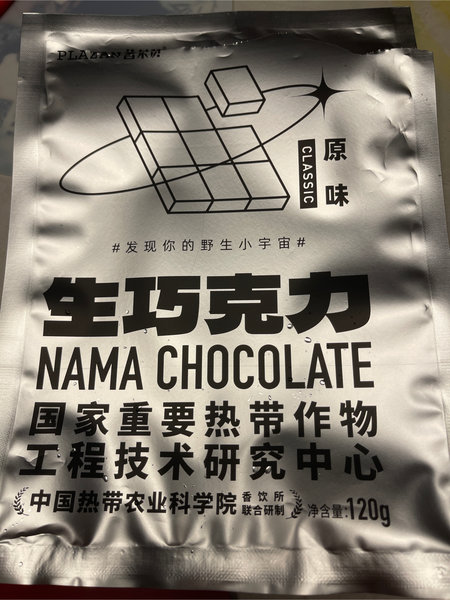 原味
CLASSIC
#发现你的野生小宇宙#
生巧克力
NAMA CHOCOLATE
国家重要热带作物
工程技术研究中心
中国热带农业科学院 香饮所 联合研制 净含量:120g